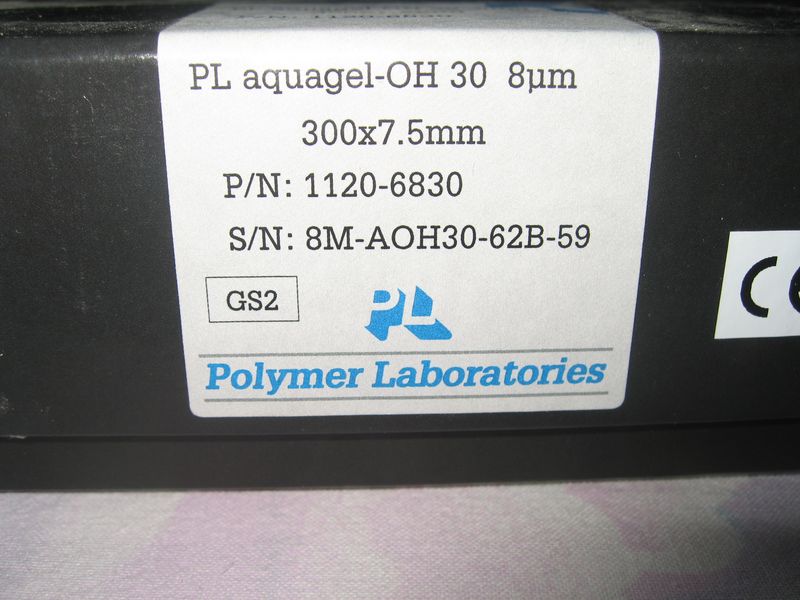 PL aquagel-OH 30 8µm
300x7.5mm
P/N: 1120-6830
S/N: 8M-AOH30-62B-59
GS2
PL
Polymer Laboratories
CE